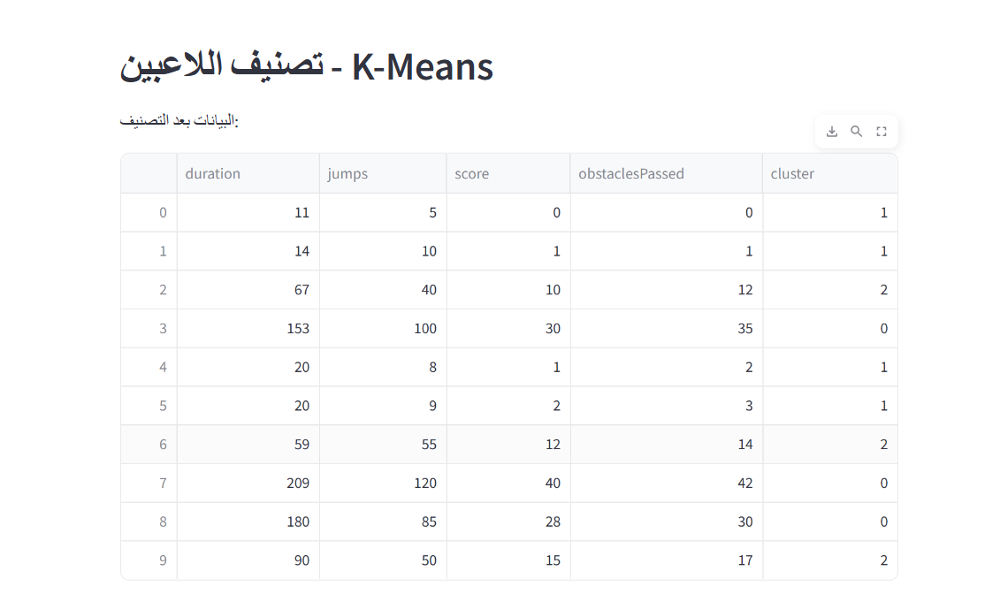 تصنيف اللاعبين - K-Means
البيانات بعد التصنيف:
duration jumps score obstaclesPassed cluster
0 11 5 0 0 1
1 14 10 1 1 1
2 67 40 10 12 2
3 153 100 30 35 0
4 20 8 1 2 1
5 20 9 2 3 1
6 59 55 12 14 2
7 209 120 40 42 0
8 180 85 28 30 0
9 90 50 15 17 2